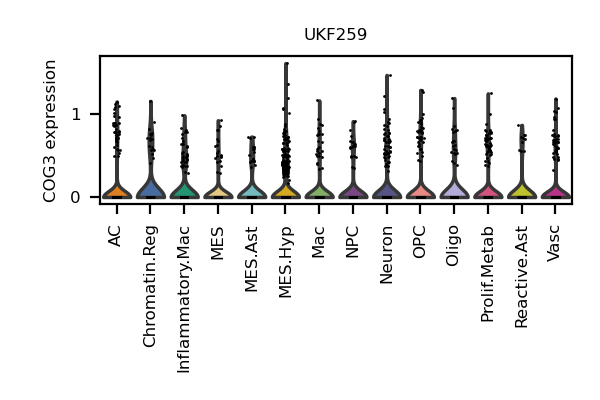 UKF259
COG3 expression
1
0
AC
Chromatin.Reg
Inflammatory.Mac
MES
MES.Ast
MES.Hyp
Mac
NPC
Neuron
OPC
Oligo
Prolif.Metab
Reactive.Ast
Vasc